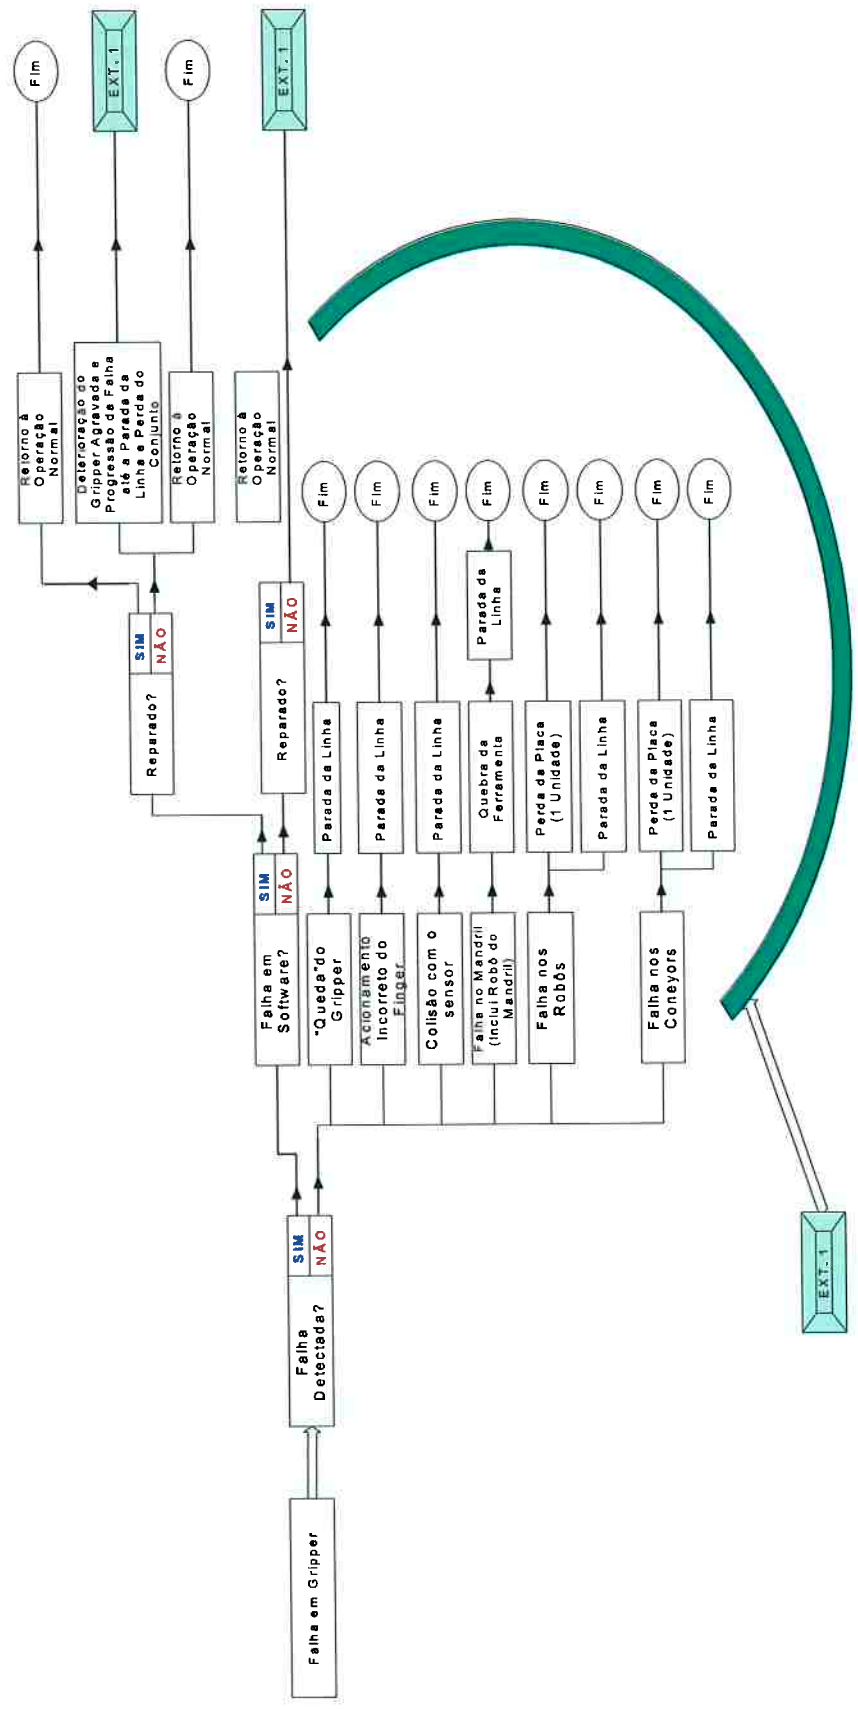 Falha em Gripper
Falha
Detectada?
SIM
NÃO
Falha em
Software?
SIM
NÃO
Reparado?
SIM
NÃO
Retorno à
Operação
Normal
Fim
Deterioração do
Gripper Agravada e
Progressão da Falha
até a Parada da
Linha e Perda do
Conjunto
EXT. 1
Retorno à
Operação
Normal
Fim
Reparado?
SIM
NÃO
Retorno à
Operação
Normal
EXT. 1
"Queda"do
Gripper
Parada da Linha
Fim
Acionamento
Incorreto do
Finger
Parada da Linha
Fim
Colisão com o
sensor
Parada da Linha
Fim
Falha no Mandril
(Inclui Robô do
Mandril)
Quebra da
Ferramenta
Parada da
Linha
Fim
Falha nos
Robôs
Perda da Placa
(1 Unidade)
Fim
Parada da Linha
Fim
Falha nos
Coneyors
Perda da Placa
(1 Unidade)
Fim
Parada da Linha
Fim
EXT. 1